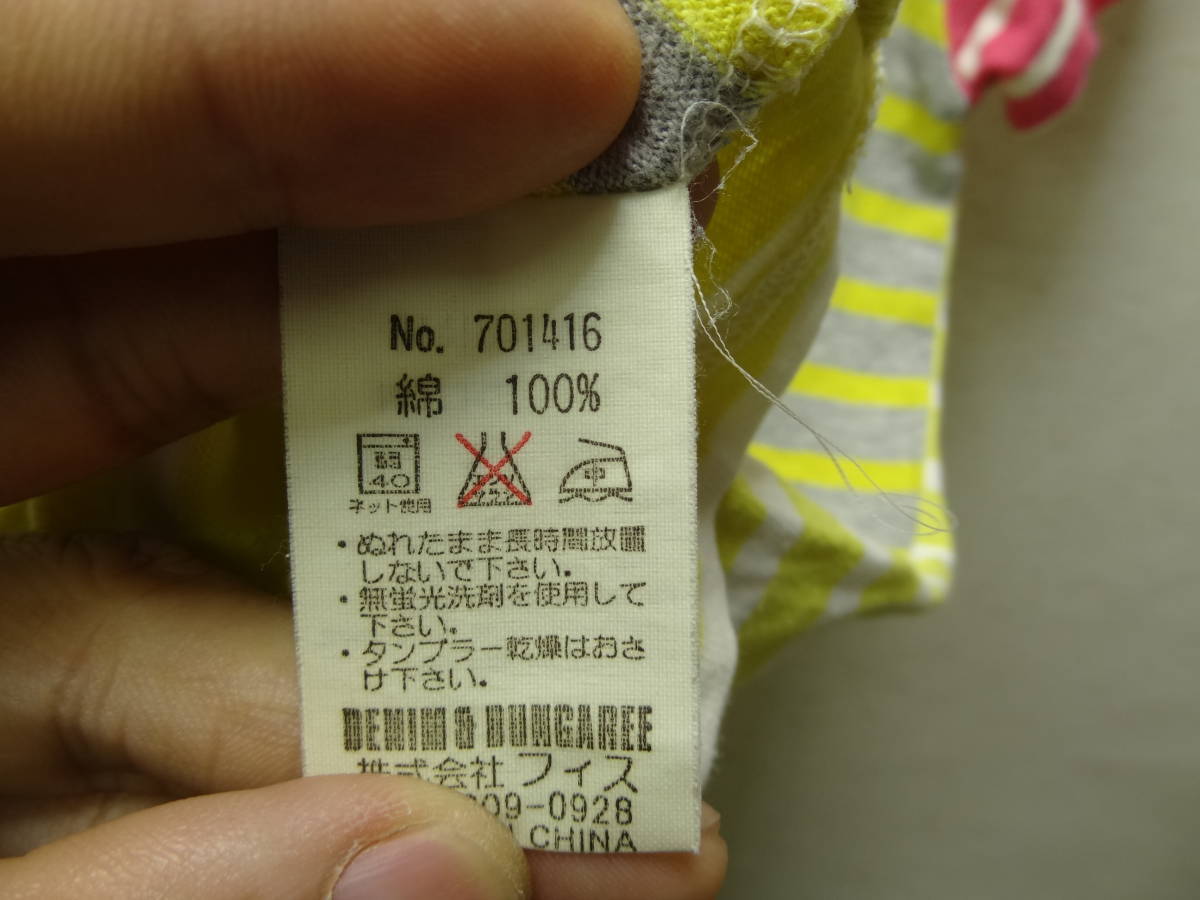 No. 701416
綿 100%
弱
40
中
ネット使用
・ぬれたまま長時間放置
しないで下さい.
・無蛍光洗剤を使用して
下さい.
・タンブラー乾燥はおさ
け下さい.
DENIM & DUNGAREE
株式会社 フィス
09-0928
CHINA